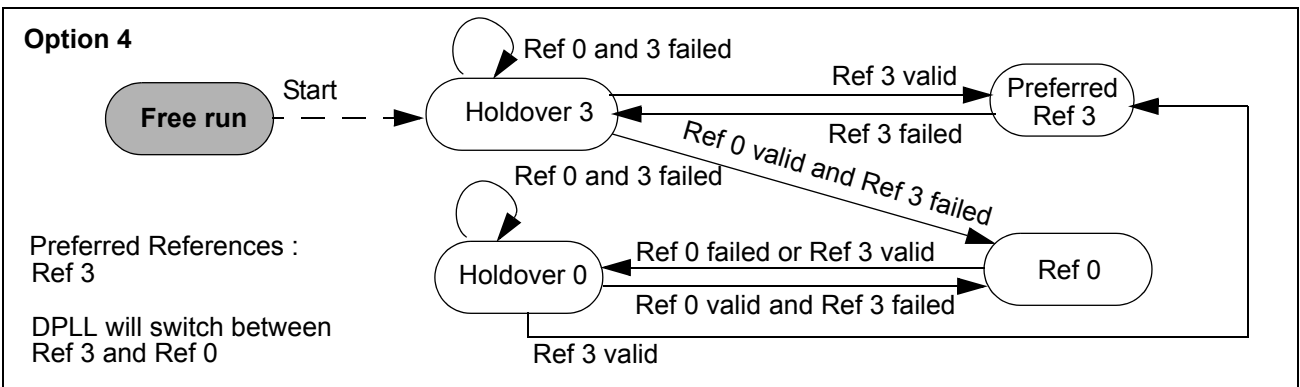 Option 4
Ref 0 and 3 failed
Start
Free run
Holdover 3
Ref 3 valid
Preferred
Ref 3
Ref 3 failed
Ref 0 valid and Ref 3 failed
Ref 0 and 3 failed
Preferred References :
Ref 3
Holdover 0
Ref 0 failed or Ref 3 valid
Ref 0
Ref 0 valid and Ref 3 failed
DPLL will switch between
Ref 3 and Ref 0
Ref 3 valid